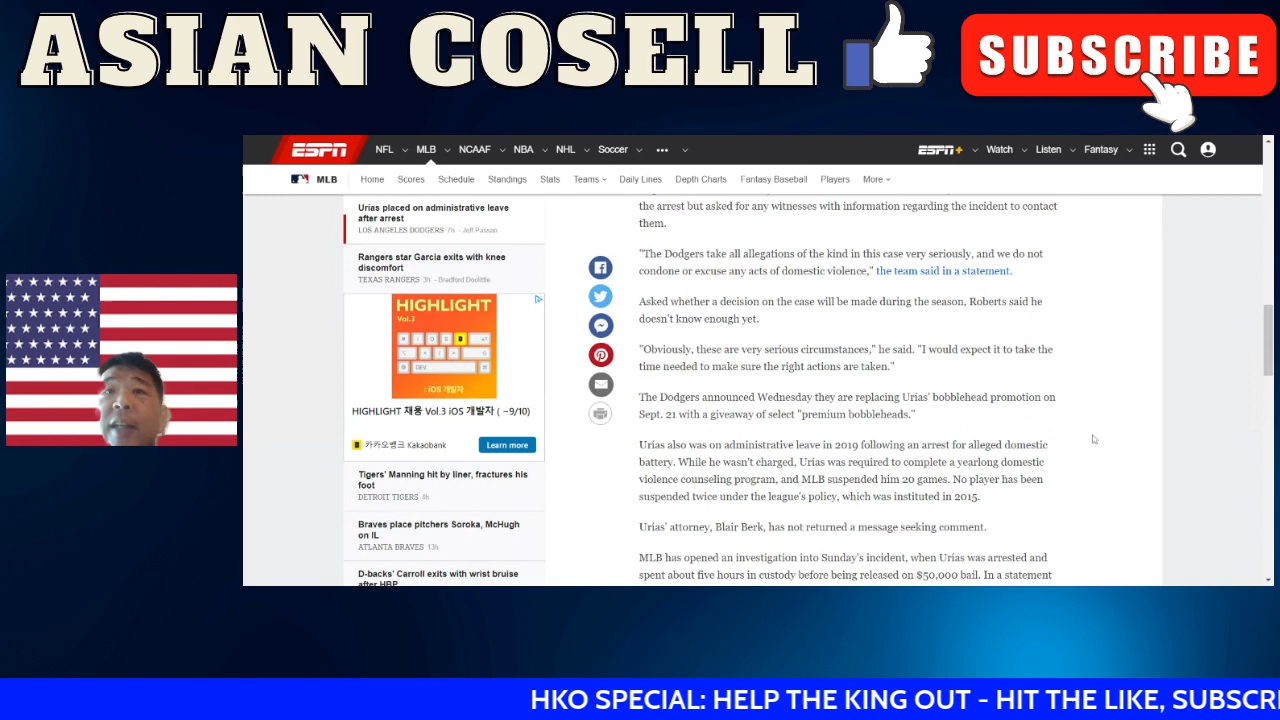 ASIAN COSELL
SUBSCRIBE
ESPN NFL MLB NCAAF NBA NHL Soccer ••• ESPN+ Watch Listen Fantasy
MLB Home Scores Schedule Standings Stats Teams Daily Lines Depth Charts Fantasy Baseball Players More
Urias placed on administrative leave
after arrest
LOS ANGELES DODGERS 7h - Jeff Passan
Rangers star Garcia exits with knee
discomfort
TEXAS RANGERS 3h - Bradford Doolittle
HIGHLIGHT
Vol.3
DEV
: iOS 개발자
HIGHLIGHT 채용 Vol.3 iOS 개발자 ( ~9/10)
카카오뱅크 Kakaobank
Learn more
Tigers' Manning hit by liner, fractures his
foot
DETROIT TIGERS 4h
Braves place pitchers Soroka, McHugh
on IL
ATLANTA BRAVES 13h
D-backs' Carroll exits with wrist bruise
after HBP
the arrest but asked for any witnesses with information regarding the incident to contact
them.
"The Dodgers take all allegations of the kind in this case very seriously, and we do not
condone or excuse any acts of domestic violence," the team said in a statement.
Asked whether a decision on the case will be made during the season, Roberts said he
doesn't know enough yet.
"Obviously, these are very serious circumstances," he said. "I would expect it to take the
time needed to make sure the right actions are taken."
The Dodgers announced Wednesday they are replacing Urías' bobblehead promotion on
Sept. 21 with a giveaway of select "premium bobbleheads."
Urías also was on administrative leave in 2019 following an arrest for alleged domestic
battery. While he wasn't charged, Urías was required to complete a yearlong domestic
violence counseling program, and MLB suspended him 20 games. No player has been
suspended twice under the league's policy, which was instituted in 2015.
Urías' attorney, Blair Berk, has not returned a message seeking comment.
MLB has opened an investigation into Sunday's incident, when Urías was arrested and
spent about five hours in custody before being released on $50,000 bail. In a statement
HKO SPECIAL: HELP THE KING OUT - HIT THE LIKE, SUBSCRI